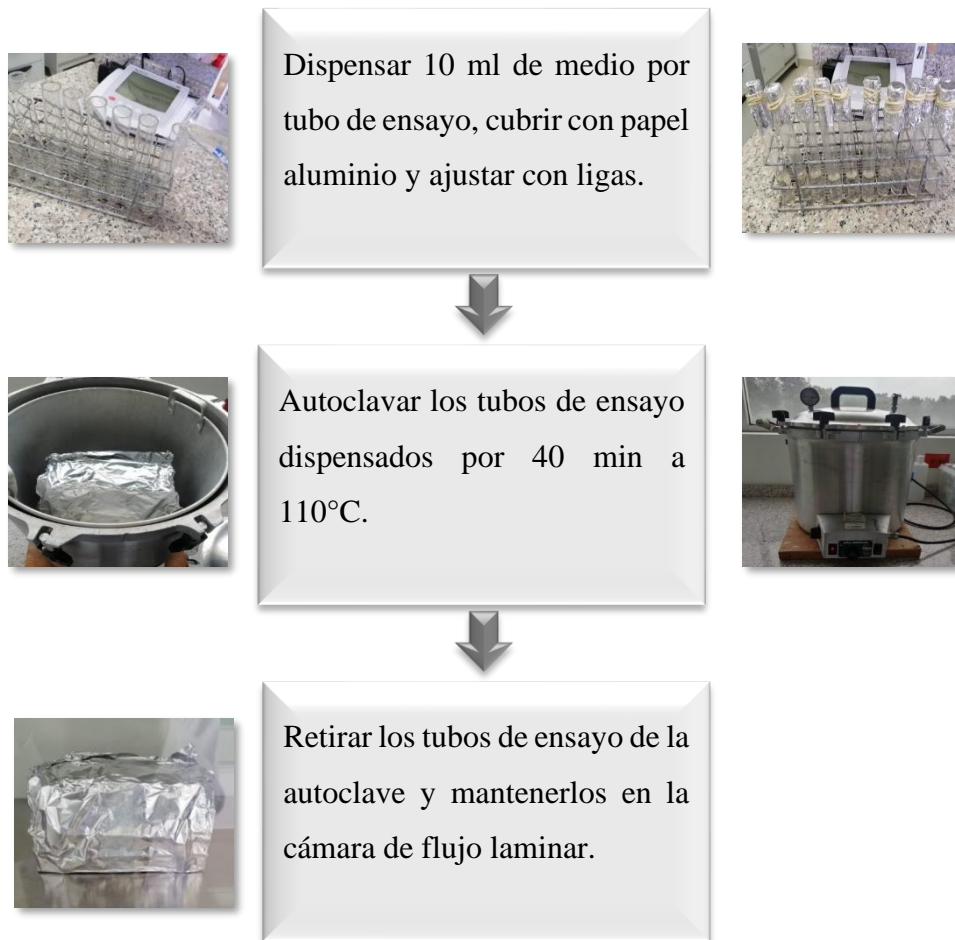 Dispensar 10 ml de medio por
tubo de ensayo, cubrir con papel
aluminio y ajustar con ligas.
Autoclavar los tubos de ensayo
dispensados por 40 min a
110°C.
Retirar los tubos de ensayo de la
autoclave y mantenerlos en la
cámara de flujo laminar.